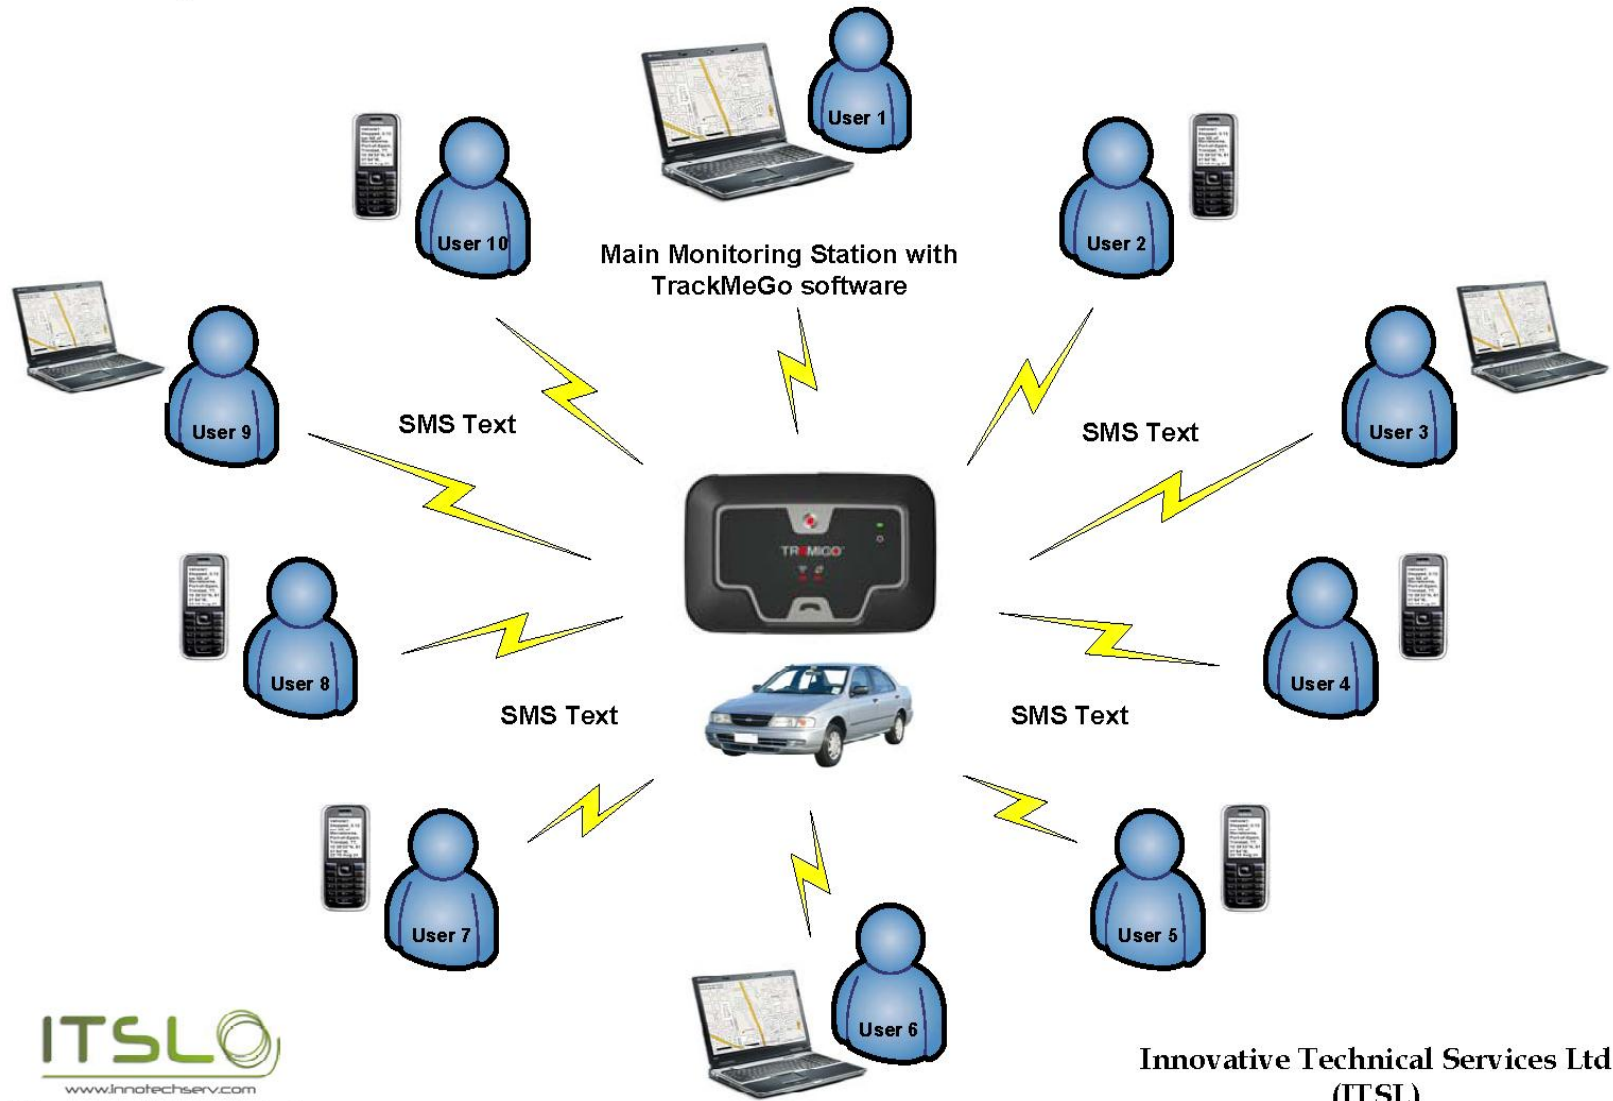 User 1
User 10
User 2
Main Monitoring Station with
TrackMeGo software
User 9
SMS Text
SMS Text
User 3
TRAMIGO
User 8
User 4
SMS Text
SMS Text
User 7
User 5
User 6
ITSL
www.innotechserv.com
Innovative Technical Services Ltd
(ITSL)